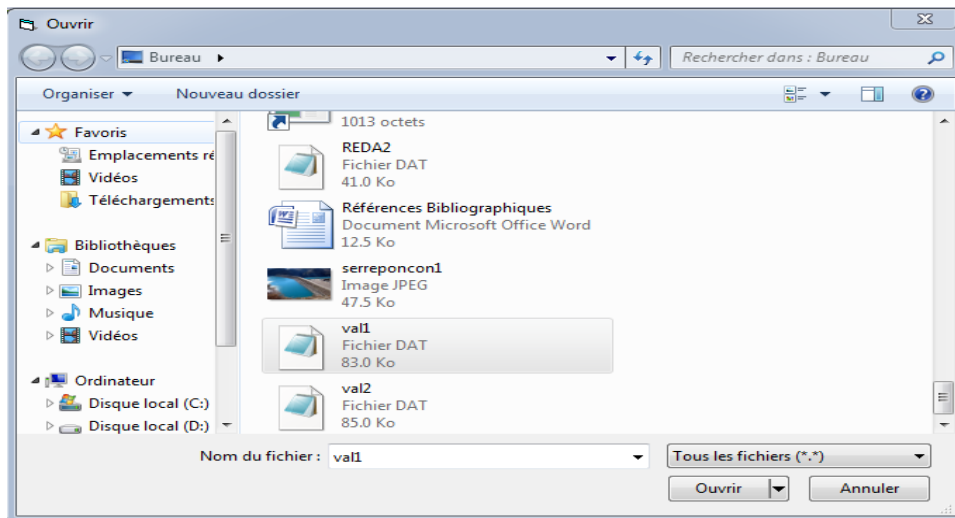 Ouvrir
Bureau
Rechercher dans : Bureau
Organiser
Nouveau dossier
Favoris
Emplacements ré
Vidéos
Téléchargements
Bibliothèques
Documents
Images
Musique
Vidéos
Ordinateur
Disque local (C:)
Disque local (D:)
1013 octets
REDA2
Fichier DAT
41.0 Ko
Références Bibliographiques
Document Microsoft Office Word
12.5 Ko
serreponcon1
Image JPEG
47.5 Ko
val1
Fichier DAT
83.0 Ko
val2
Fichier DAT
85.0 Ko
Nom du fichier : val1
Tous les fichiers (*.*)
Ouvrir
Annuler